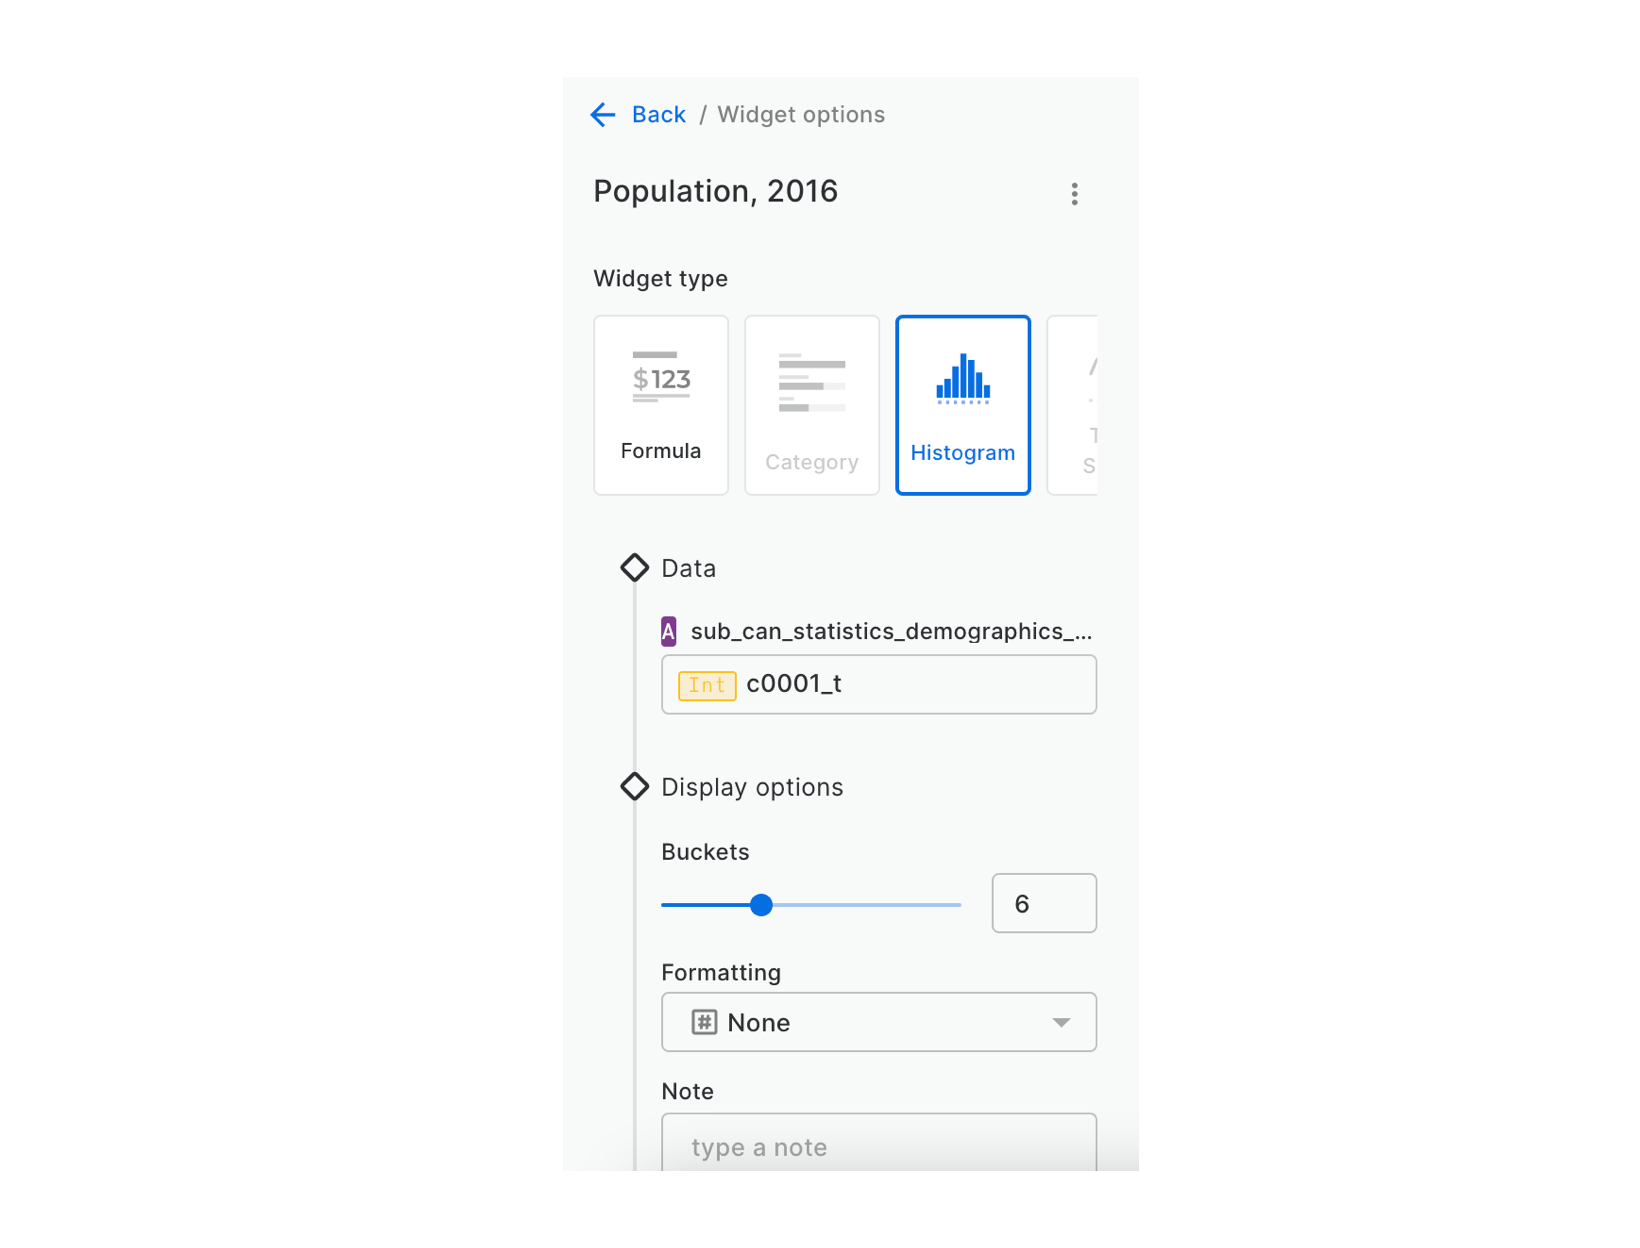 Back / Widget options
Population, 2016
Widget type
$123
Formula
Category
Histogram
Data
A sub_can_statistics_demographics_...
Int c0001_t
Display options
Buckets
6
Formatting
# None
Note
type a note